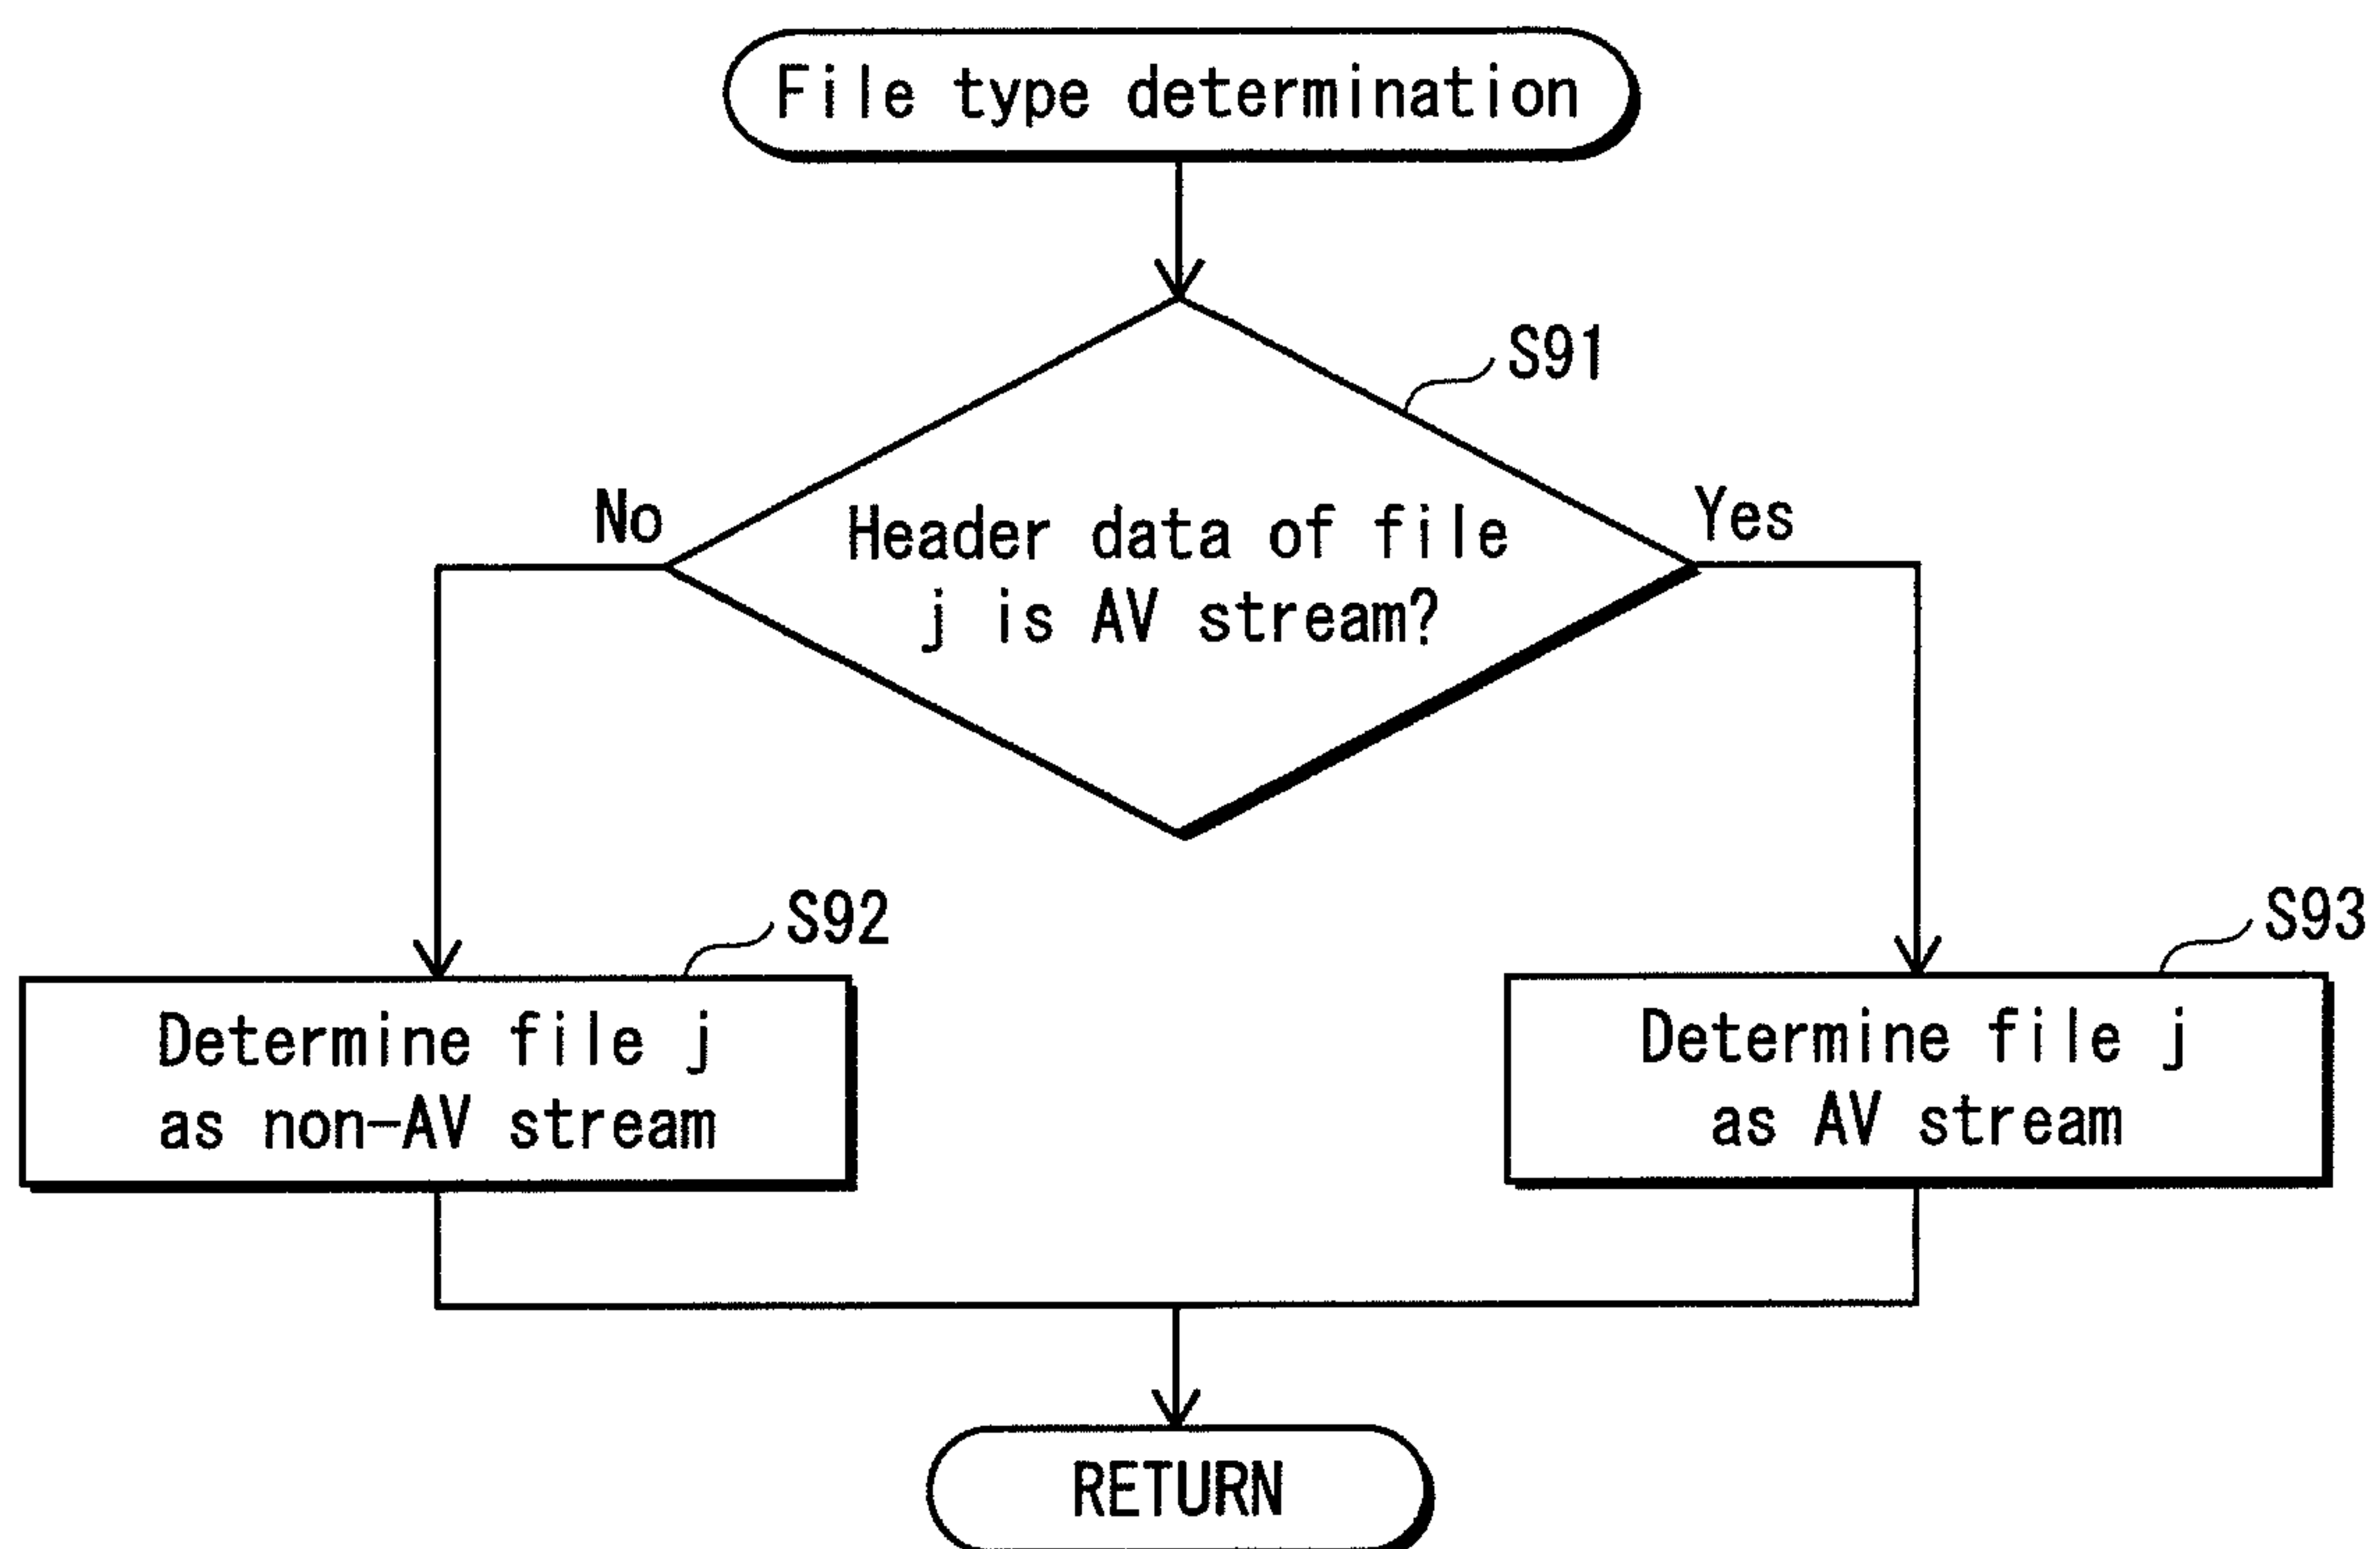 File type determination
S91
No
Yes
Header data of file
j is AV stream?
S92
S93
Determine file j
as non-AV stream
Determine file j
as AV stream
RETURN